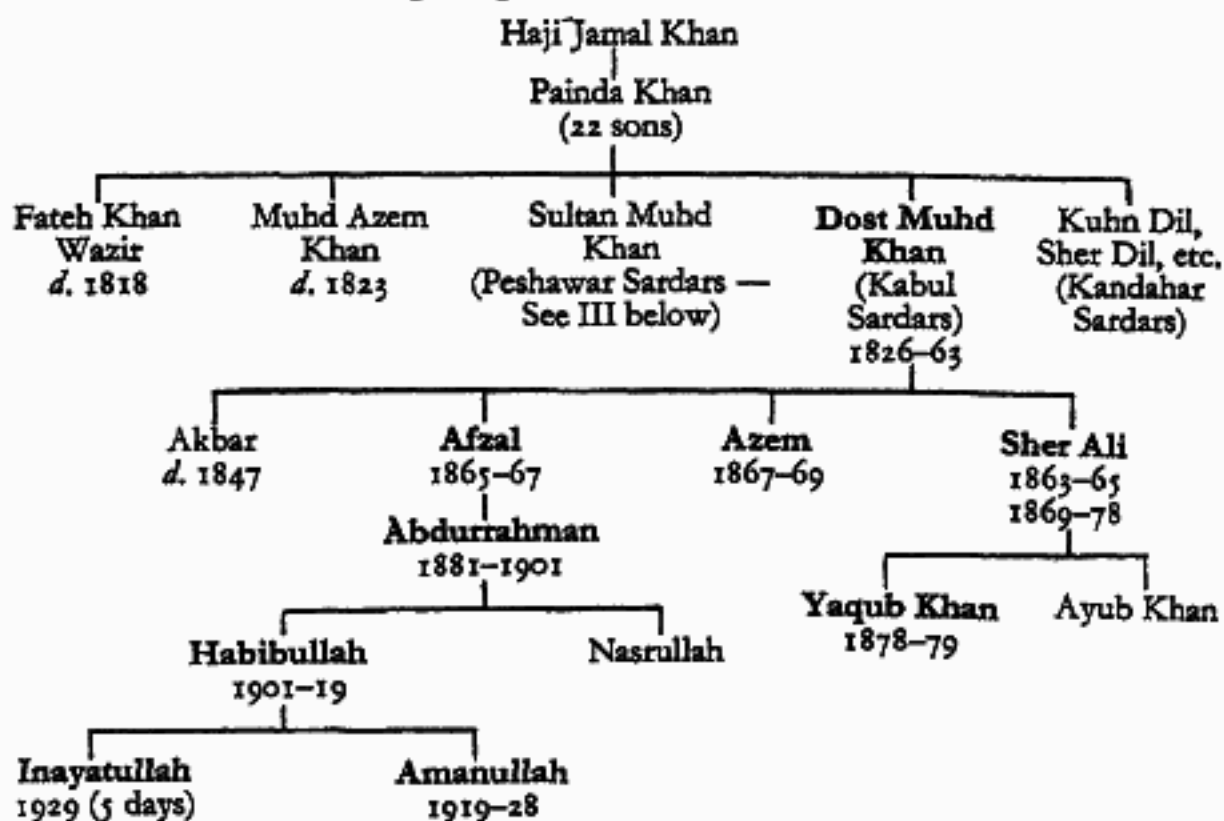 Haji Jamal Khan
Painda Khan
(22 sons)
Fateh Khan
Wazir
d. 1818
Muhd Azem
Khan
d. 1823
Sultan Muhd
Khan
(Peshawar Sardars —
See III below)
Dost Muhd
Khan
(Kabul
Sardars)
1826–63
Kuhn Dil,
Sher Dil, etc.
(Kandahar
Sardars)
Akbar
d. 1847
Afzal
1865–67
Azem
1867–69
Sher Ali
1863–65
1869–78
Abdurrahman
1881–1901
Yaqub Khan
1878–79
Ayub Khan
Habibullah
1901–19
Nasrullah
Inayatullah
1929 (5 days)
Amanullah
1919–28